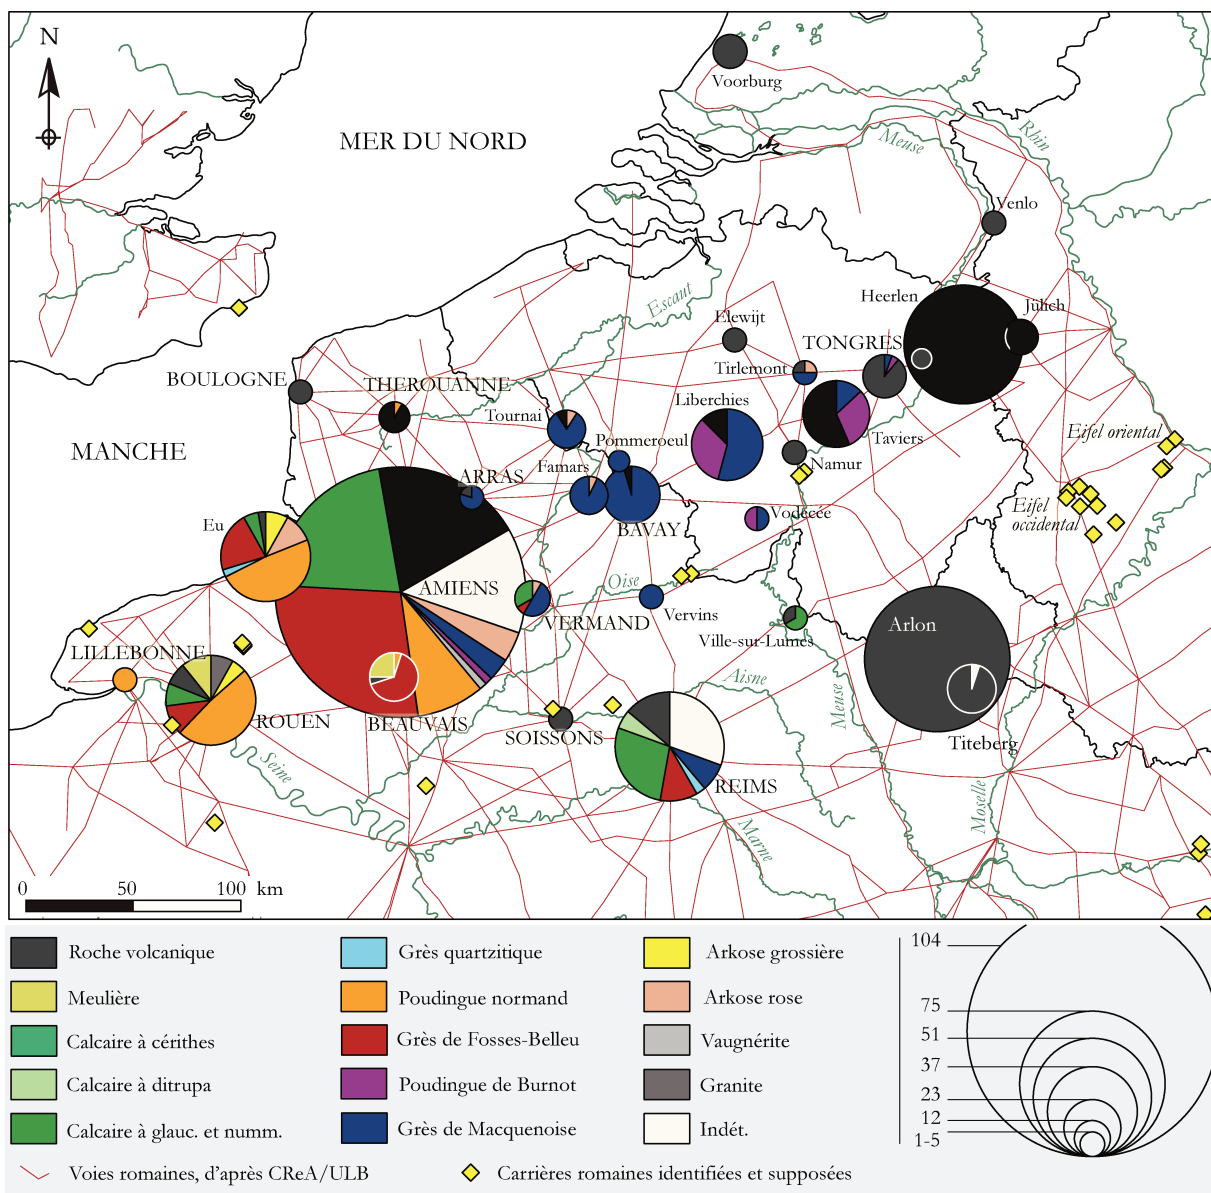 N
MER DU NORD
Voorburg
Meuse
Rhin
Venlo
Heerlen
Jülich
Escaut
Elewijt
TONGRES
Tirlemont
BOULOGNE
THEROUANNE
Tournai
Liberchies
Taviers
Pommeroeul
Namur
Eifel oriental
MANCHE
Famars
ARRAS
BAVAY
Vodecée
Eifel
occidental
Eu
AMIENS
Oise
VERMAND
Vervins
Ville-sur-Lumes
Arlon
LILLEBONNE
Aisne
Meuse
ROUEN
BEAUVAIS
SOISSONS
Titeberg
Seine
REIMS
Marne
Moselle
0 50 100 km
Roche volcanique
Meulière
Calcaire à cérithes
Calcaire à ditrupa
Calcaire à glauc. et numm.
Grès quartzitique
Poudingue normand
Grès de Fosses-Belleu
Poudingue de Burnot
Grès de Macquenoise
Arkose grossière
Arkose rose
Vaugnérite
Granite
Indét.
104
75
51
37
23
12
1-5
Voies romaines, d'après CReA/ULB
Carrières romaines identifiées et supposées